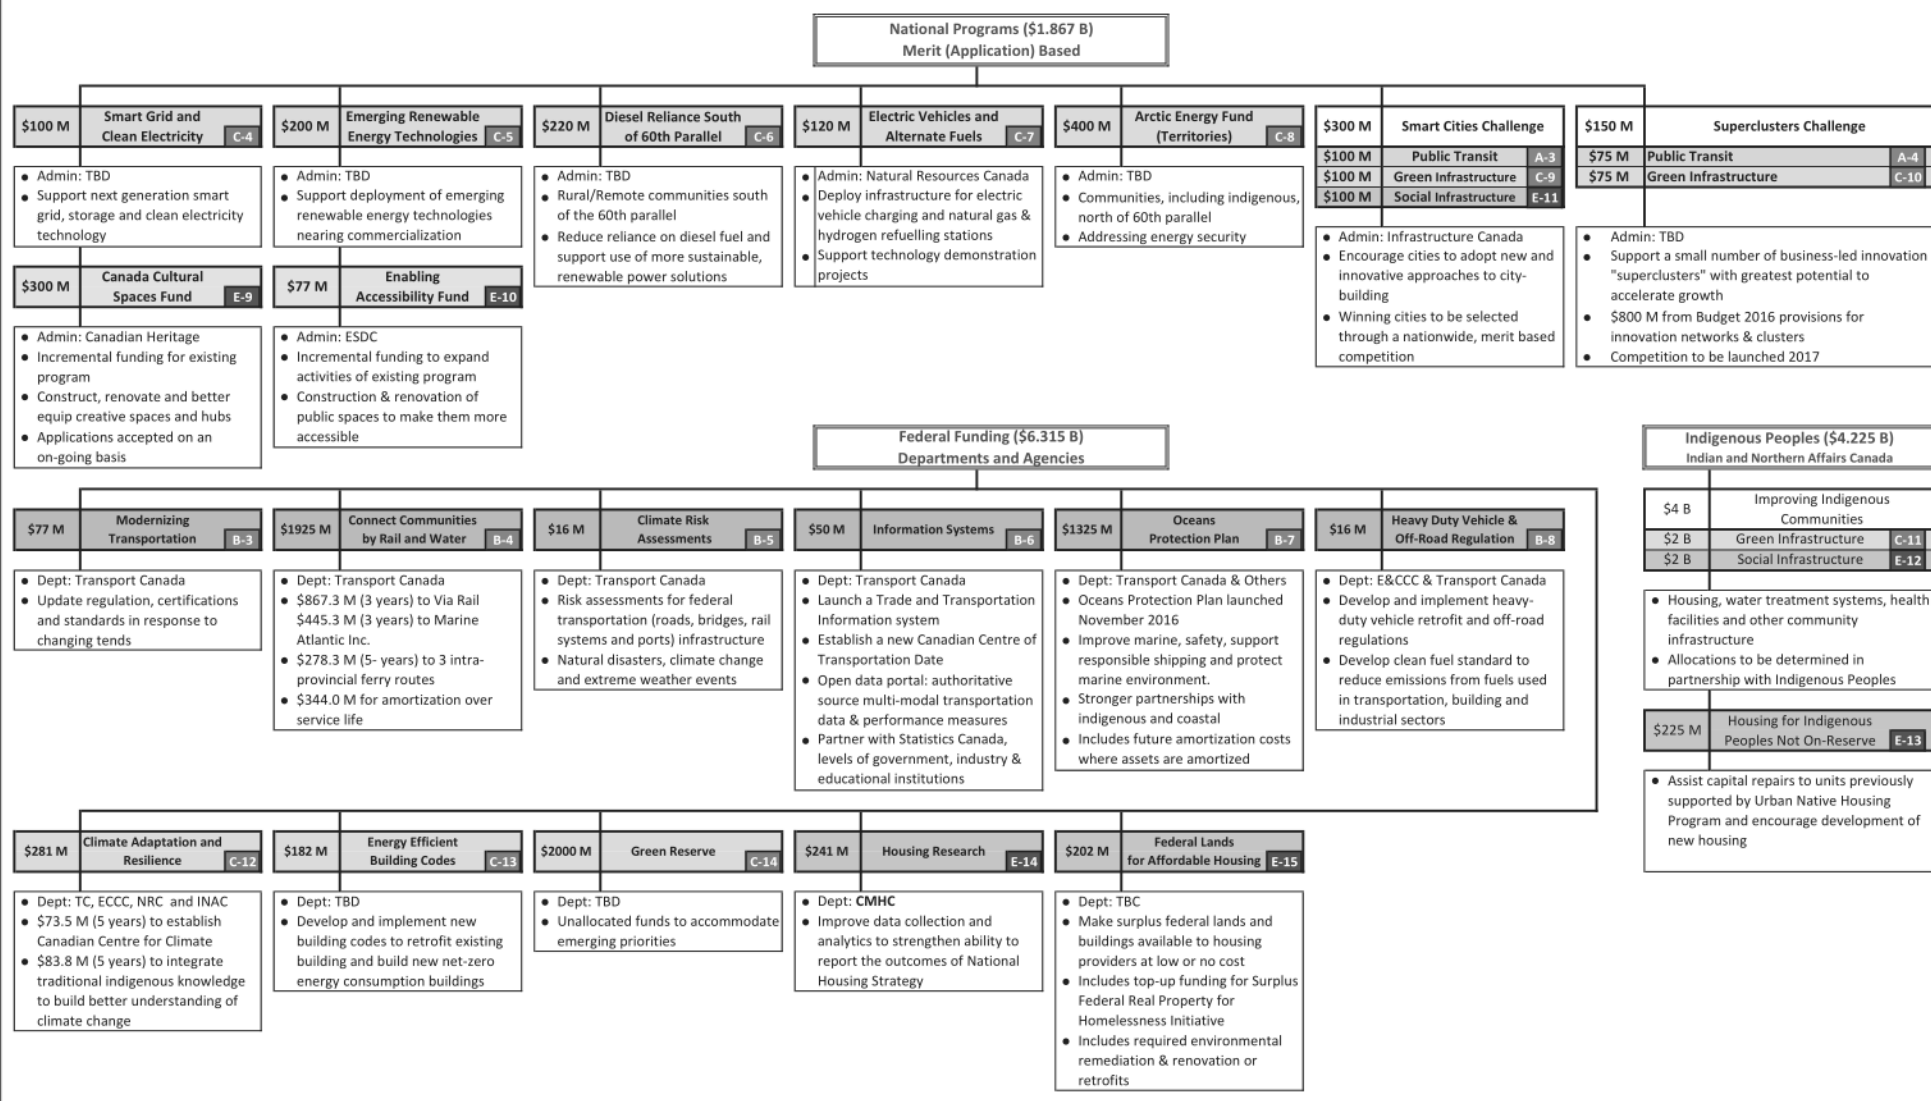 National Programs ($1.867 B)
Merit (Application) Based
$100 M
Smart Grid and
Clean Electricity
C-4
● Admin: TBD
● Support next generation smart
grid, storage and clean electricity
technology
$200 M
Emerging Renewable
Energy Technologies
C-5
● Admin: TBD
● Support deployment of emerging
renewable energy technologies
nearing commercialization
$220 M
Diesel Reliance South
of 60th Parallel
C-6
● Admin: TBD
● Rural/Remote communities south
of the 60th parallel
● Reduce reliance on diesel fuel and
support use of more sustainable,
renewable power solutions
$120 M
Electric Vehicles and
Alternate Fuels
C-7
● Admin: Natural Resources Canada
● Deploy infrastructure for electric
vehicle charging and natural gas &
hydrogen refuelling stations
● Support technology demonstration
projects
$400 M
Arctic Energy Fund
(Territories)
C-8
● Admin: TBD
● Communities, including indigenous,
north of 60th parallel
● Addressing energy security
$300 M Smart Cities Challenge
$100 M Public Transit A-3
$100 M Green Infrastructure C-9
$100 M Social Infrastructure E-11
● Admin: Infrastructure Canada
● Encourage cities to adopt new and
innovative approaches to city-
building
● Winning cities to be selected
through a nationwide, merit based
competition
$150 M Superclusters Challenge
$75 M Public Transit A-4
$75 M Green Infrastructure C-10
● Admin: TBD
● Support a small number of business-led innovation
"superclusters" with greatest potential to
accelerate growth
● $800 M from Budget 2016 provisions for
innovation networks & clusters
● Competition to be launched 2017
$300 M
Canada Cultural
Spaces Fund
E-9
● Admin: Canadian Heritage
● Incremental funding for existing
program
● Construct, renovate and better
equip creative spaces and hubs
● Applications accepted on an
on-going basis
$77 M
Enabling
Accessibility Fund
E-10
● Admin: ESDC
● Incremental funding to expand
activities of existing program
● Construction & renovation of
public spaces to make them more
accessible
Federal Funding ($6.315 B)
Departments and Agencies
$77 M
Modernizing
Transportation
B-3
● Dept: Transport Canada
● Update regulation, certifications
and standards in response to
changing tends
$1925 M
Connect Communities
by Rail and Water
B-4
● Dept: Transport Canada
● $867.3 M (3 years) to Via Rail
$445.3 M (3 years) to Marine
Atlantic Inc.
● $278.3 M (5- years) to 3 intra-
provincial ferry routes
● $344.0 M for amortization over
service life
$16 M
Climate Risk
Assessments
B-5
● Dept: Transport Canada
● Risk assessments for federal
transportation (roads, bridges, rail
systems and ports) infrastructure
● Natural disasters, climate change
and extreme weather events
$50 M
Information Systems
B-6
● Dept: Transport Canada
● Launch a Trade and Transportation
Information system
● Establish a new Canadian Centre of
Transportation Date
● Open data portal: authoritative
source multi-modal transportation
data & performance measures
● Partner with Statistics Canada,
levels of government, industry &
educational institutions
$1325 M
Oceans
Protection Plan
B-7
● Dept: Transport Canada & Others
● Oceans Protection Plan launched
November 2016
● Improve marine, safety, support
responsible shipping and protect
marine environment.
● Stronger partnerships with
indigenous and coastal
● Includes future amortization costs
where assets are amortized
$16 M
Heavy Duty Vehicle &
Off-Road Regulation
B-8
● Dept: E&CCC & Transport Canada
● Develop and implement heavy-
duty vehicle retrofit and off-road
regulations
● Develop clean fuel standard to
reduce emissions from fuels used
in transportation, building and
industrial sectors
Indigenous Peoples ($4.225 B)
Indian and Northern Affairs Canada
$4 B
Improving Indigenous
Communities
$2 B Green Infrastructure C-11
$2 B Social Infrastructure E-12
● Housing, water treatment systems, health
facilities and other community
infrastructure
● Allocations to be determined in
partnership with Indigenous Peoples
$225 M
Housing for Indigenous
Peoples Not On-Reserve
E-13
● Assist capital repairs to units previously
supported by Urban Native Housing
Program and encourage development of
new housing
$281 M
Climate Adaptation and
Resilience
C-12
● Dept: TC, ECCC, NRC and INAC
● $73.5 M (5 years) to establish
Canadian Centre for Climate
● $83.8 M (5 years) to integrate
traditional indigenous knowledge
to build better understanding of
climate change
$182 M
Energy Efficient
Building Codes
C-13
● Dept: TBD
● Develop and implement new
building codes to retrofit existing
building and build new net-zero
energy consumption buildings
$2000 M
Green Reserve
C-14
● Dept: TBD
● Unallocated funds to accommodate
emerging priorities
$241 M
Housing Research
E-14
● Dept: CMHC
● Improve data collection and
analytics to strengthen ability to
report the outcomes of National
Housing Strategy
$202 M
Federal Lands
for Affordable Housing
E-15
● Dept: TBC
● Make surplus federal lands and
buildings available to housing
providers at low or no cost
● Includes top-up funding for Surplus
Federal Real Property for
Homelessness Initiative
● Includes required environmental
remediation & renovation or
retrofits